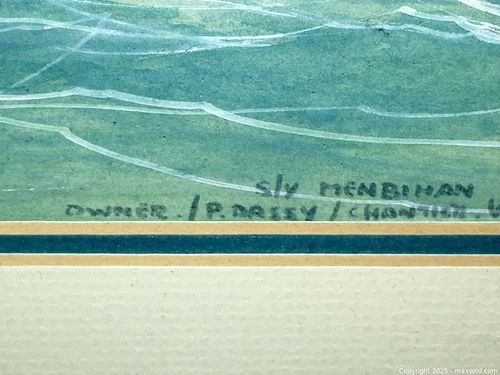 S/Y MENBIHAN
OWNER. / P. DASSY / CHANTIER
Copyright 2025 - maxsold.com